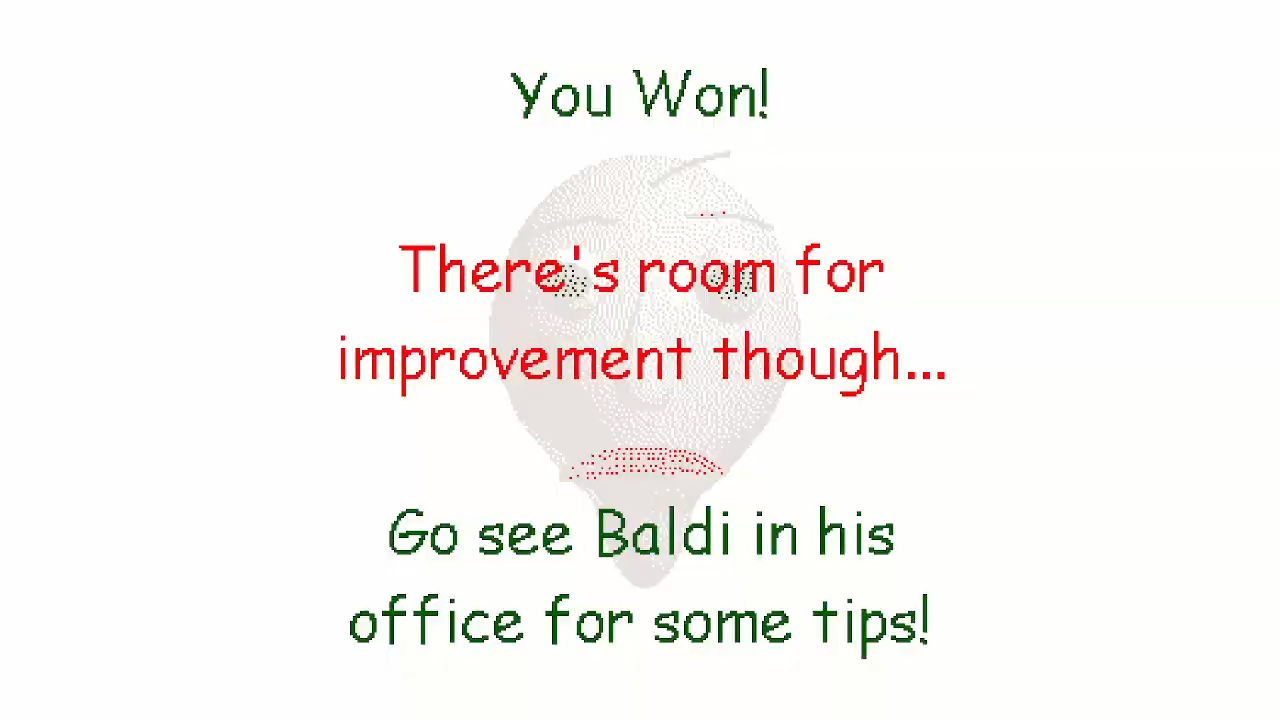 You Won!
There's room for
improvement though...
Go see Baldi in his
office for some tips!